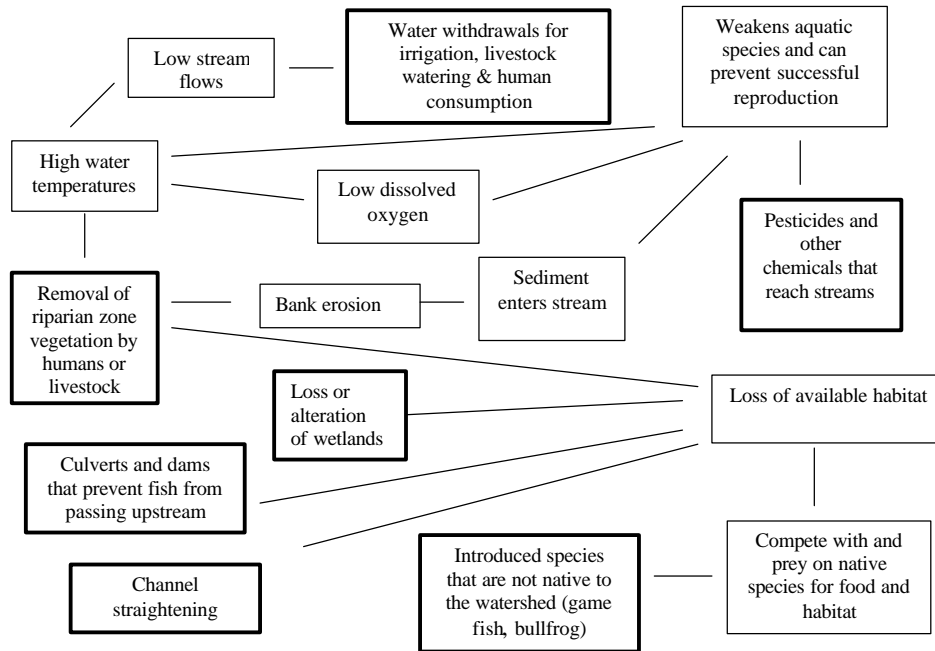 Low stream
flows
Water withdrawals for
irrigation, livestock
watering & human
consumption
Weakens aquatic
species and can
prevent successful
reproduction
High water
temperatures
Low dissolved
oxygen
Pesticides and
other
chemicals that
reach streams
Removal of
riparian zone
vegetation by
humans or
livestock
Bank erosion
Sediment
enters stream
Loss or
alteration
of wetlands
Loss of available habitat
Culverts and dams
that prevent fish from
passing upstream
Channel
straightening
Introduced species
that are not native to
the watershed (game
fish, bullfrog)
Compete with and
prey on native
species for food and
habitat